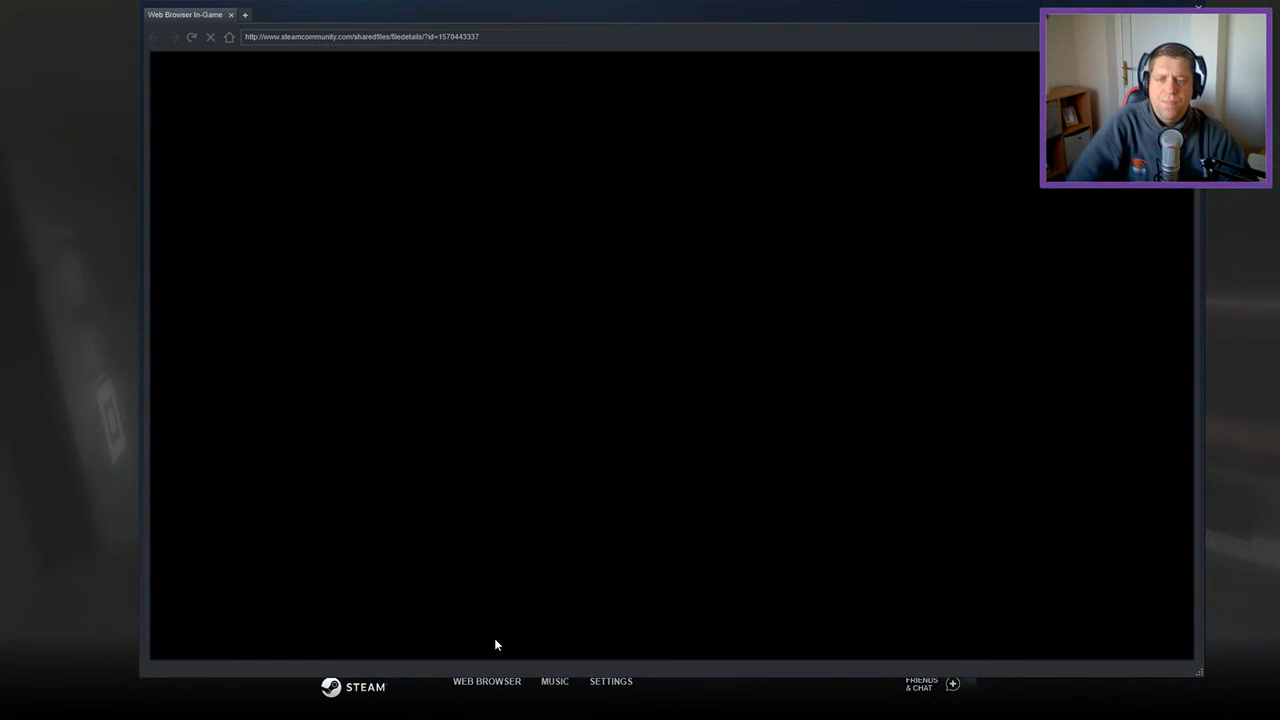 Web Browser In-Game
http://www.steamcommunity.com/sharedfiles/filedetails/?id=1570443337
STEAM
WEB BROWSER
MUSIC
SETTINGS
FRIENDS
& CHAT